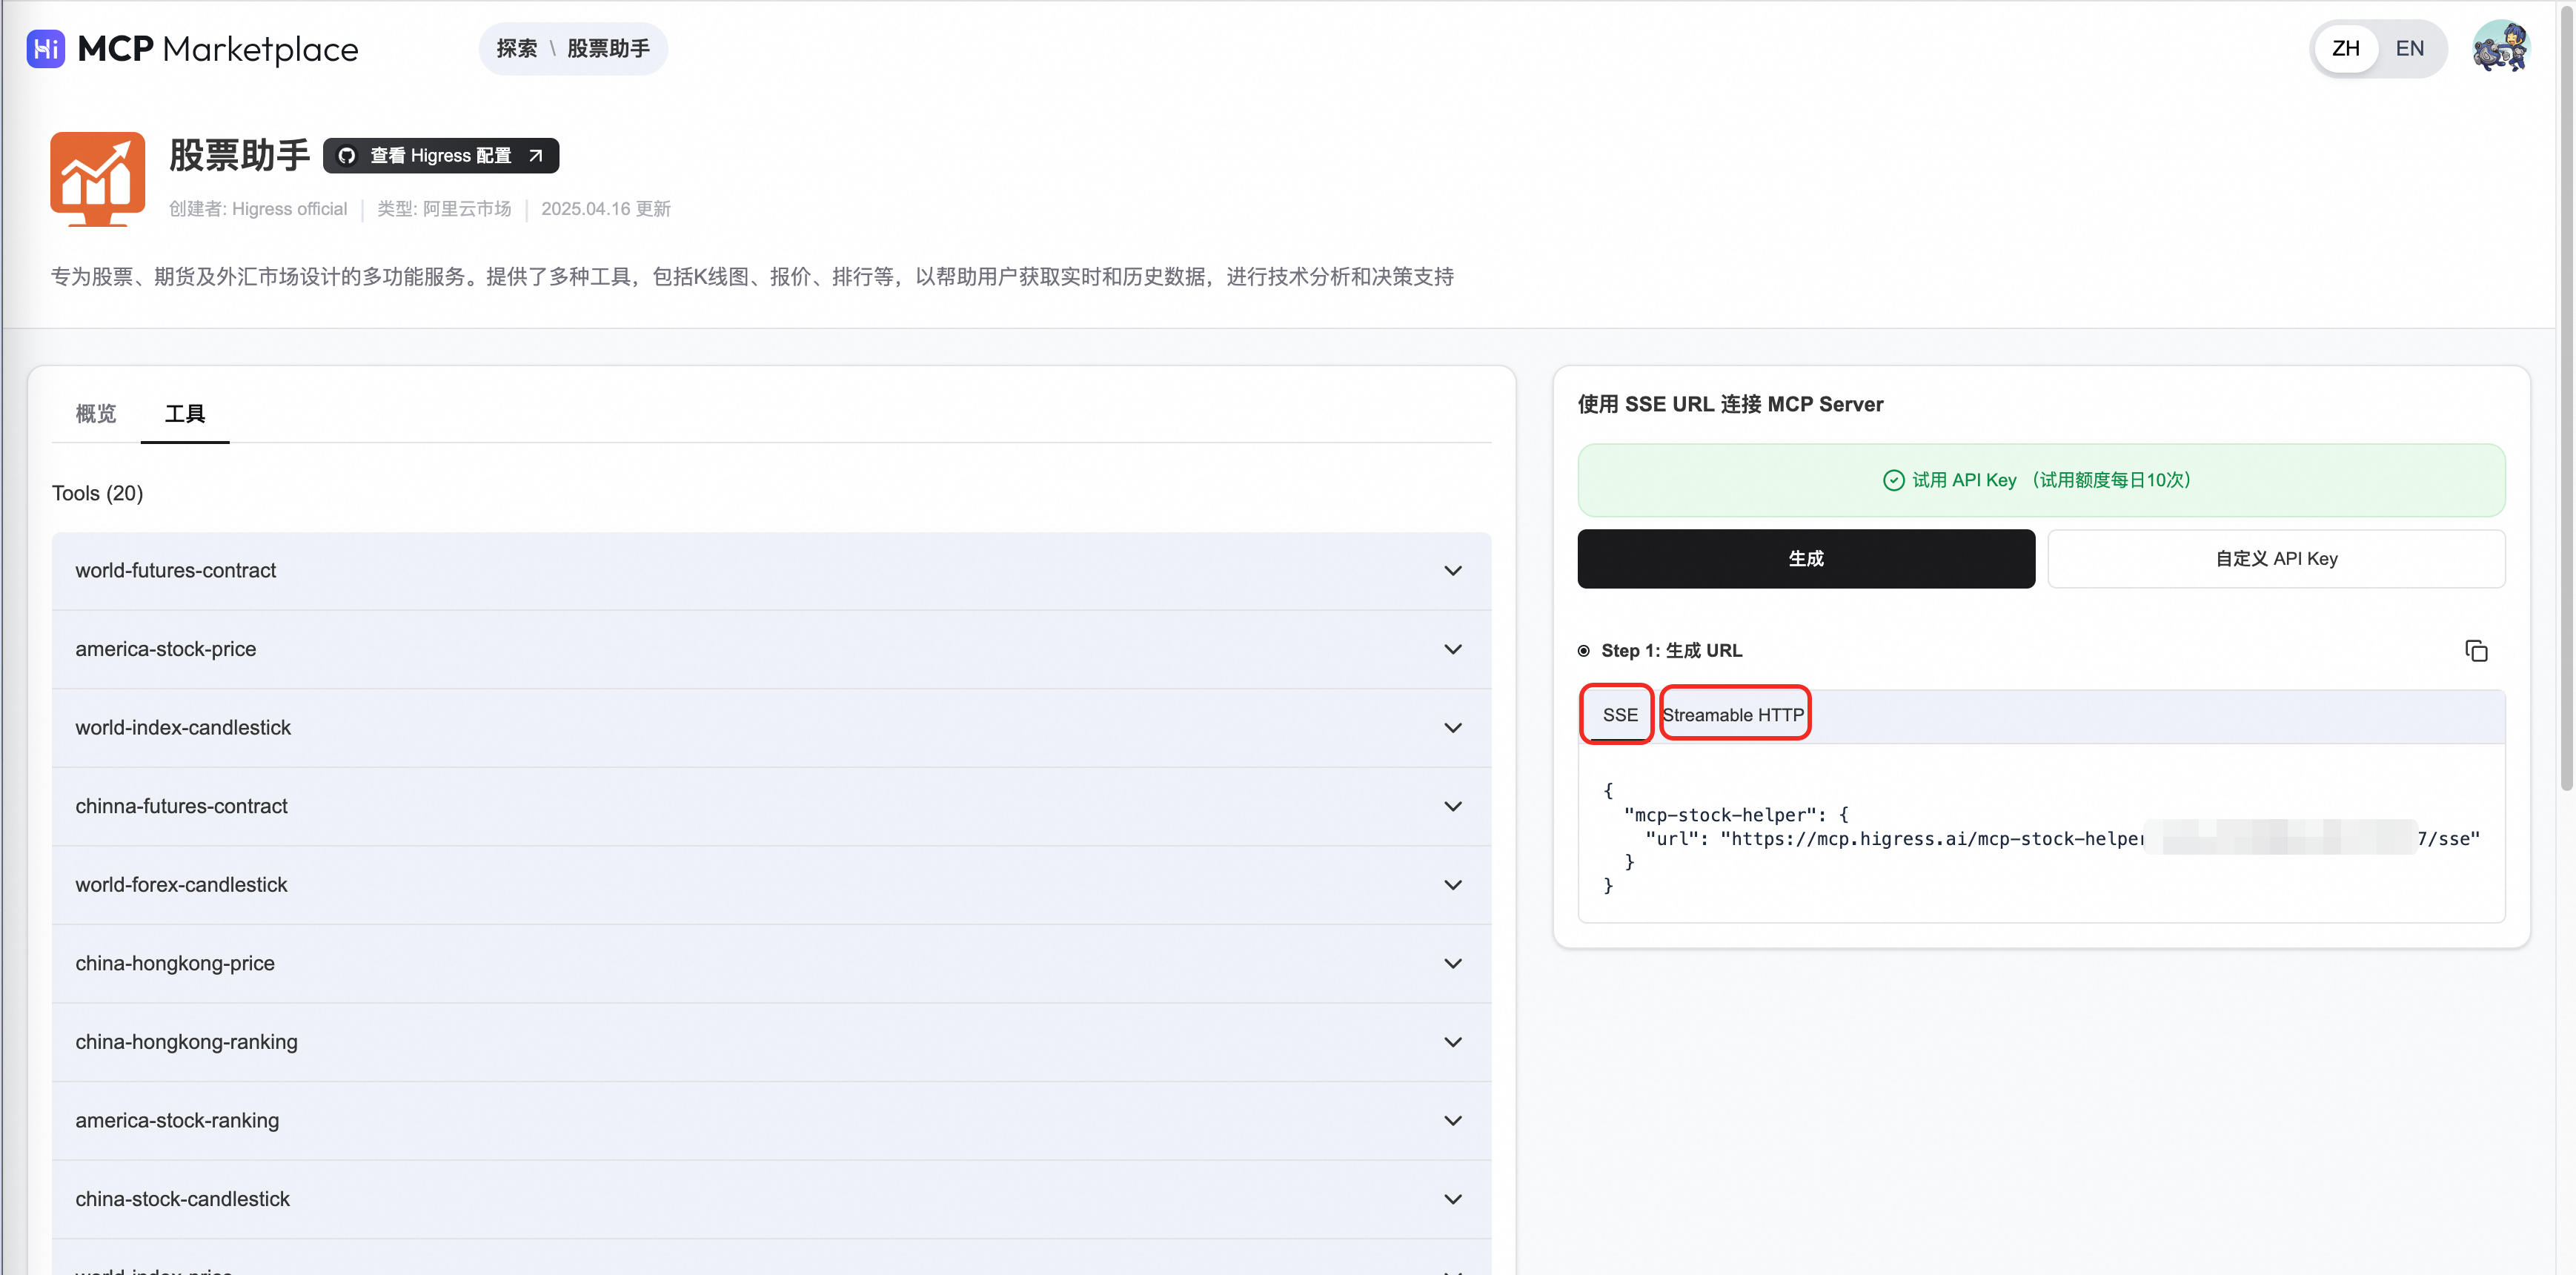 Hi MCP Marketplace
探索 \ 股票助手
ZH EN
股票助手
查看 Higress 配置
创建者: Higress official | 类型: 阿里云市场 | 2025.04.16 更新
专为股票、期货及外汇市场设计的多功能服务。提供了多种工具，包括K线图、报价、排行等，以帮助用户获取实时和历史数据，进行技术分析和决策支持
概览 工具
Tools (20)
world-futures-contract
america-stock-price
world-index-candlestick
chinna-futures-contract
world-forex-candlestick
china-hongkong-price
china-hongkong-ranking
america-stock-ranking
china-stock-candlestick
world-index-price
使用 SSE URL 连接 MCP Server
试用 API Key （试用额度每日10次）
生成 自定义 API Key
Step 1: 生成 URL
SSE Streamable HTTP
{
"mcp-stock-helper": {
"url": "https://mcp.higress.ai/mcp-stock-helper 7/sse"
}
}